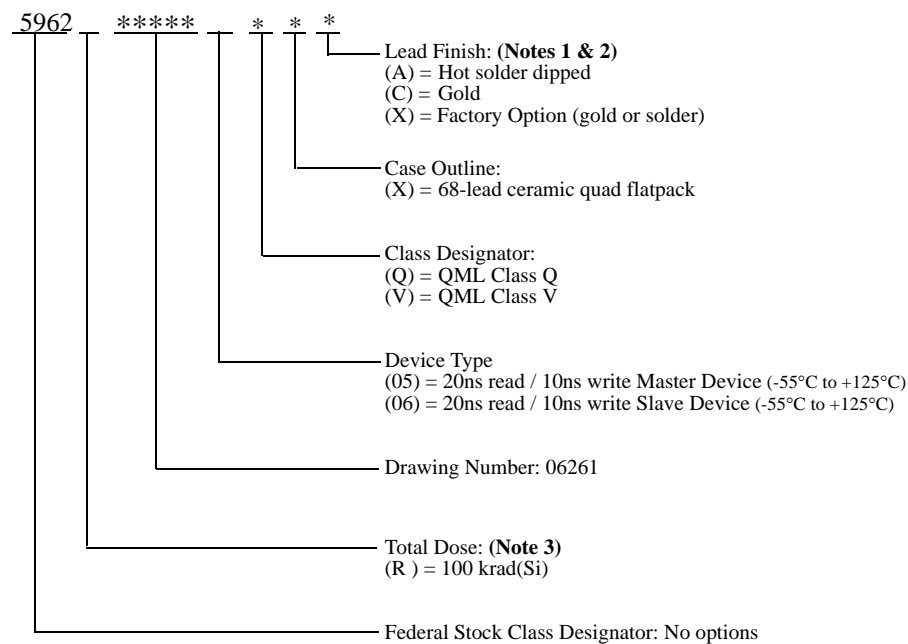 5962 ***** * * *
Lead Finish: (Notes 1 & 2)
(A) = Hot solder dipped
(C) = Gold
(X) = Factory Option (gold or solder)
Case Outline:
(X) = 68-lead ceramic quad flatpack
Class Designator:
(Q) = QML Class Q
(V) = QML Class V
Device Type
(05) = 20ns read / 10ns write Master Device (-55°C to +125°C)
(06) = 20ns read / 10ns write Slave Device (-55°C to +125°C)
Drawing Number: 06261
Total Dose: (Note 3)
(R ) = 100 krad(Si)
Federal Stock Class Designator: No options